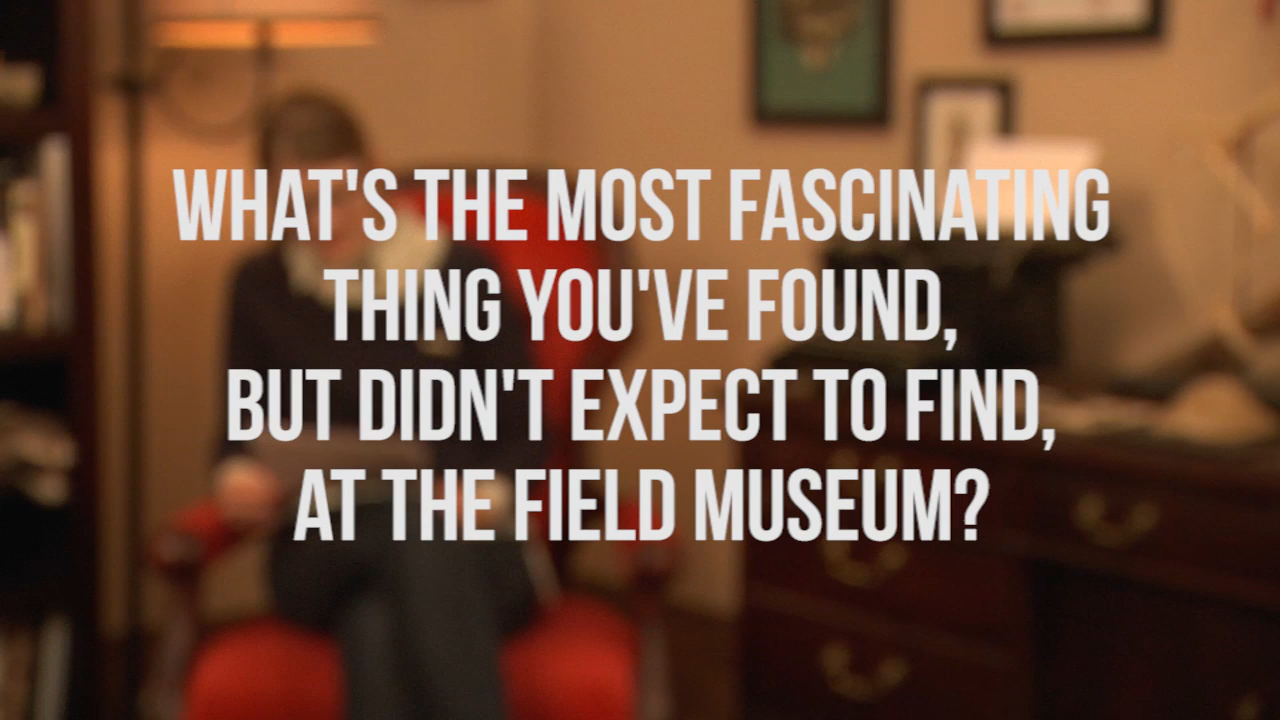 WHAT'S THE MOST FASCINATING
THING YOU'VE FOUND,
BUT DIDN'T EXPECT TO FIND,
AT THE FIELD MUSEUM?